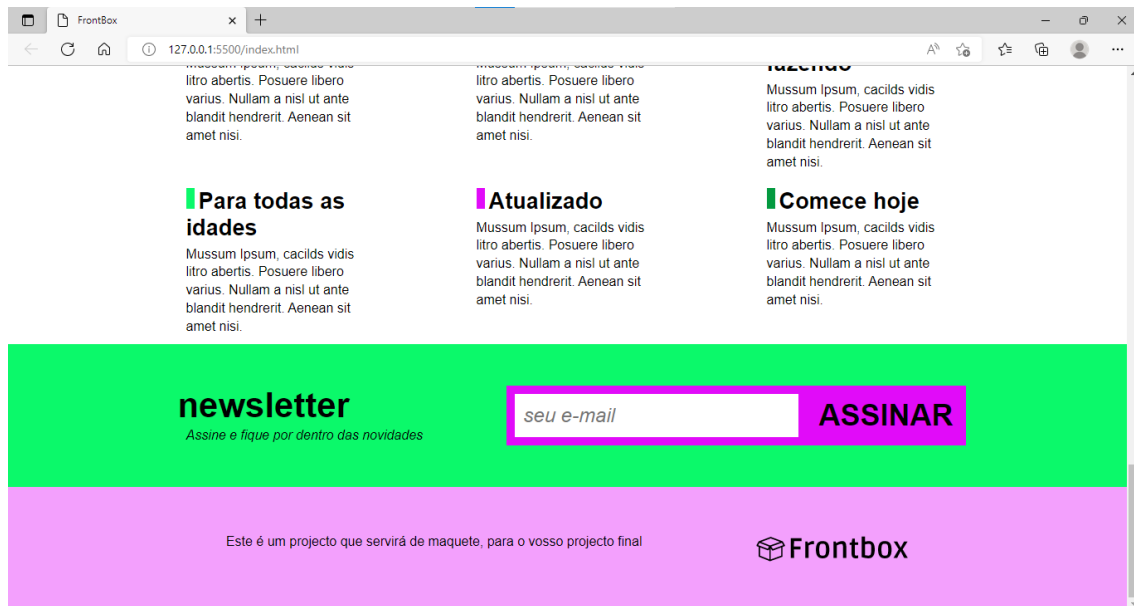 FrontBox
127.0.0.1:5500/index.html
litro abertis. Posuere libero
varius. Nullam a nisl ut ante
blandit hendrerit. Aenean sit
amet nisi.
litro abertis. Posuere libero
varius. Nullam a nisl ut ante
blandit hendrerit. Aenean sit
amet nisi.
fazendo
Mussum Ipsum, cacilds vidis
litro abertis. Posuere libero
varius. Nullam a nisl ut ante
blandit hendrerit. Aenean sit
amet nisi.
Para todas as
idades
Mussum Ipsum, cacilds vidis
litro abertis. Posuere libero
varius. Nullam a nisl ut ante
blandit hendrerit. Aenean sit
amet nisi.
Atualizado
Mussum Ipsum, cacilds vidis
litro abertis. Posuere libero
varius. Nullam a nisl ut ante
blandit hendrerit. Aenean sit
amet nisi.
Comece hoje
Mussum Ipsum, cacilds vidis
litro abertis. Posuere libero
varius. Nullam a nisl ut ante
blandit hendrerit. Aenean sit
amet nisi.
newsletter
Assine e fique por dentro das novidades
seu e-mail
ASSINAR
Este é um projecto que servirá de maquete, para o vosso projecto final
Frontbox